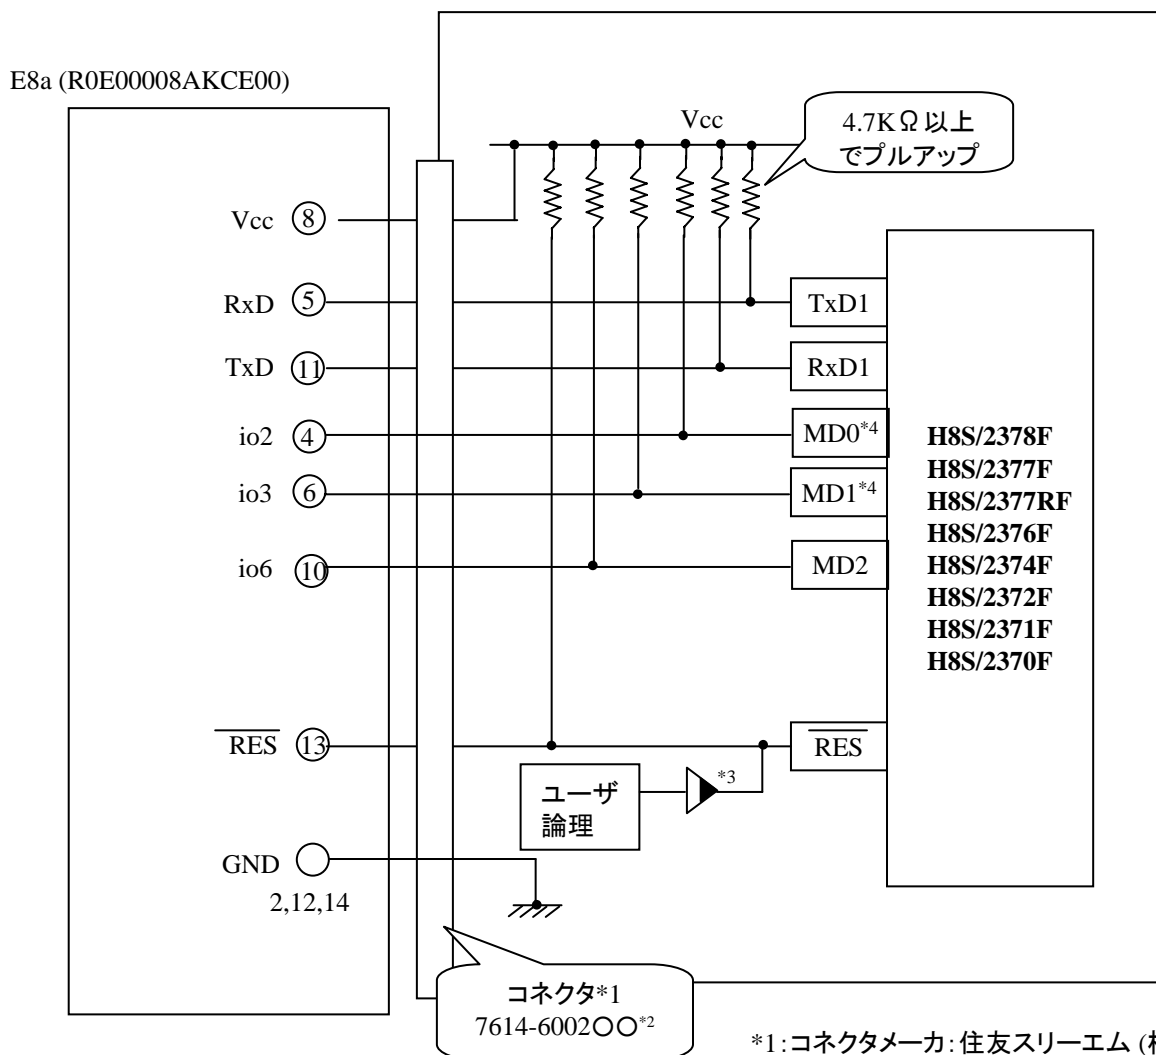 E8a (R0E00008AKCE00)
Vcc
4.7KΩ以上
でプルアップ
Vcc ⑧
RxD ⑤
TxD1
TxD ⑪
RxD1
io2 ④
MD0*4
io3 ⑥
MD1*4
io6 ⑩
MD2
H8S/2378F
H8S/2377F
H8S/2377RF
H8S/2376F
H8S/2374F
H8S/2372F
H8S/2371F
H8S/2370F
RES ⑬
RES
ユーザ
論理
*3
GND
2,12,14
コネクタ*1
7614-6002○○*2
*1:コネクタメーカ:住友スリーエム (